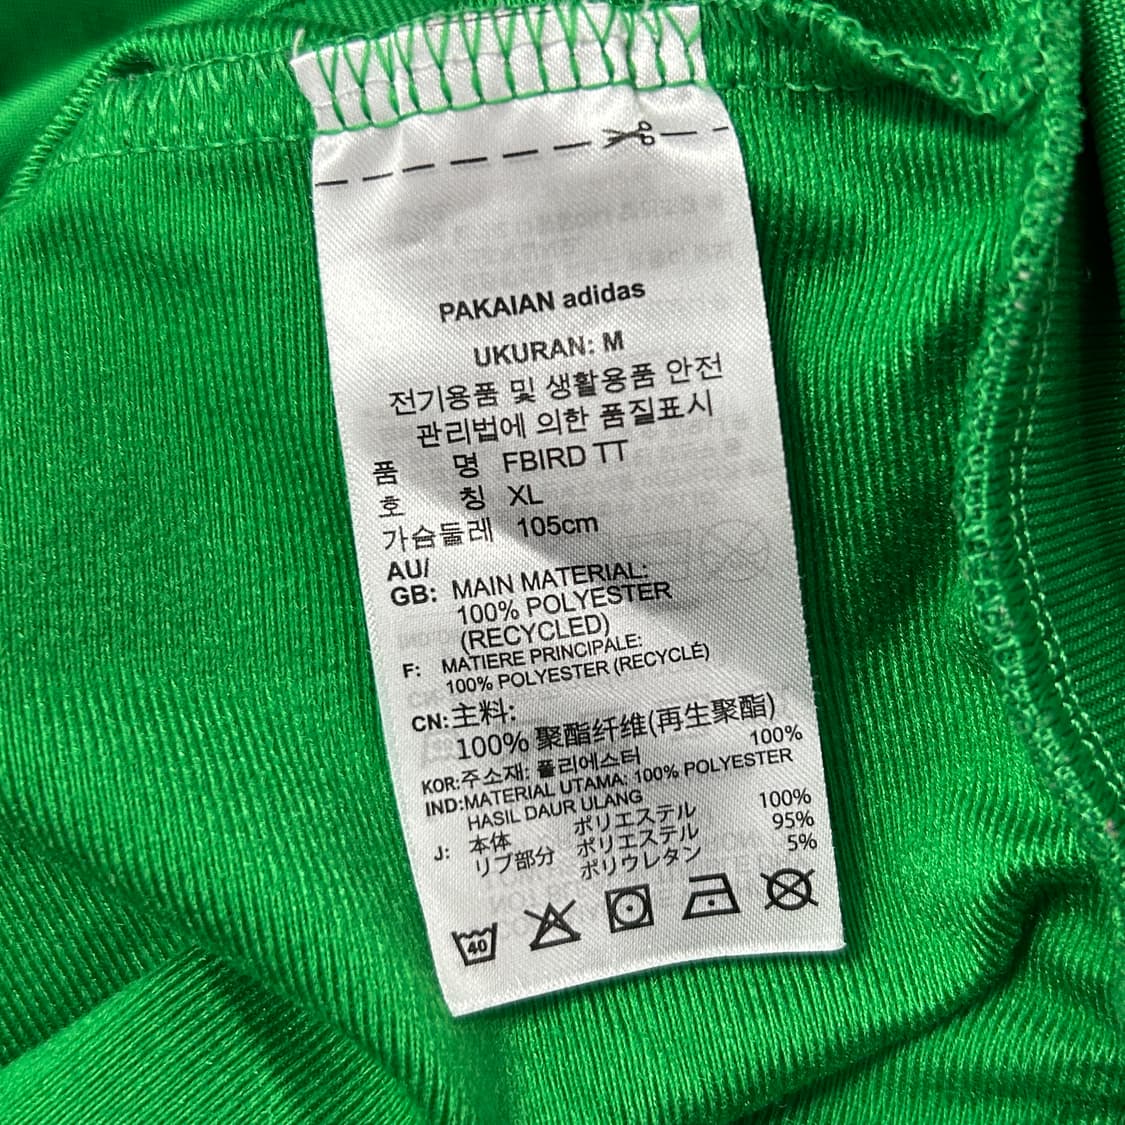 PAKAIAN adidas
UKURAN: M
전기용품 및 생활용품 안전
관리법에 의한 품질표시
품 명 FBIRD TT
호 칭 XL
가슴둘레 105cm
AU/
GB: MAIN MATERIAL:
100% POLYESTER
(RECYCLED)
F: MATIERE PRINCIPALE:
100% POLYESTER (RECYCLÉ)
CN:主料:
100% 聚酯纤维(再生聚酯)
KOR:주소재: 폴리에스터 100%
IND:MATERIAL UTAMA: 100% POLYESTER
HASIL DAUR ULANG
J: 本体 ポリエステル 100%
リブ部分 ポリエステル 95%
ポリウレタン 5%
40